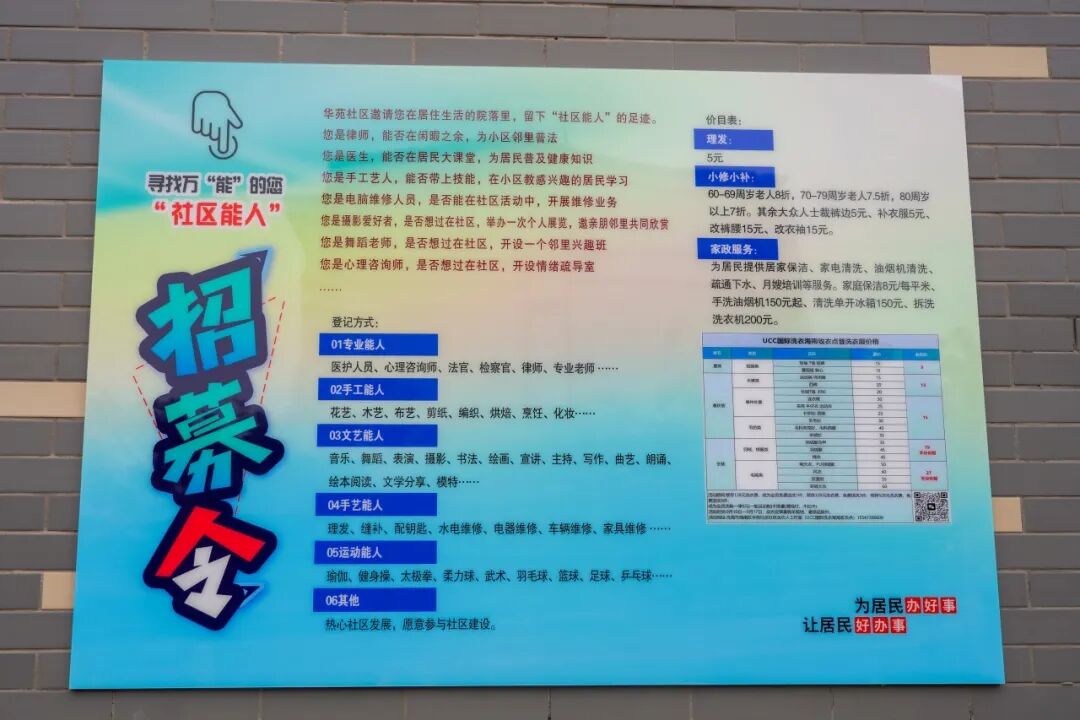 寻找万“能”的您
“社区能人”
招募令
华苑社区邀请您在居住生活的院落里，留下“社区能人”的足迹。
您是律师，能否在闲暇之余，为小区邻里普法
您是医生，能否在居民大课堂，为居民普及健康知识
您是手工艺人，能否带上技能，在小区教感兴趣的居民学习
您是电脑维修人员，是否能在社区活动中，开展维修业务
您是摄影爱好者，是否想过在社区，举办一次个人展览，邀亲朋邻里共同欣赏
您是舞蹈老师，是否想过在社区，开设一个邻里兴趣班
您是心理咨询师，是否想过在社区，开设情绪疏导室
……
登记方式：
01专业能人
医护人员、心理咨询师、法官、检察官、律师、专业老师……
02手工能人
花艺、木艺、布艺、剪纸、编织、烘焙、烹饪、化妆……
03文艺能人
音乐、舞蹈、表演、摄影、书法、绘画、宣讲、主持、写作、曲艺、朗诵、
绘本阅读、文学分享、模特……
04手艺能人
理发、缝补、配钥匙、水电维修、电器维修、车辆维修、家具维修……
05运动能人
瑜伽、健身操、太极拳、柔力球、武术、羽毛球、篮球、足球、乒乓球……
06其他
热心社区发展，愿意参与社区建设。
价目表：
理发：
5元
小修小补：
60-69周岁老人8折，70-79周岁老人7.5折，80周岁
以上7折。其余大众人士裁裤边5元、补衣服5元、
改裤腰15元、改衣袖15元。
家政服务：
为居民提供居家保洁、家电清洗、油烟机清洗、
疏通下水、月嫂培训等服务。家庭保洁8元/每平米、
手洗油烟机150元起、清洗单开冰箱150元、拆洗
洗衣机200元。
UCC国际洗衣海南收衣点暨洗衣服价格
为居民办好事
让居民好办事